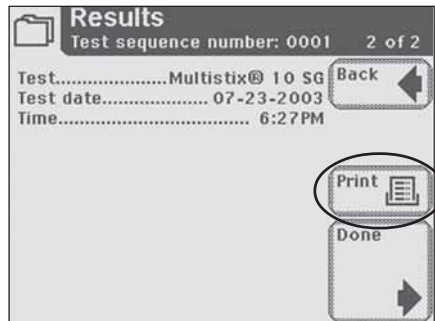 Results
Test sequence number: 0001 2 of 2
Test...................Multistix® 10 SG
Test date................... 07-23-2003
Time................................. 6:27PM
Back
Print
Done